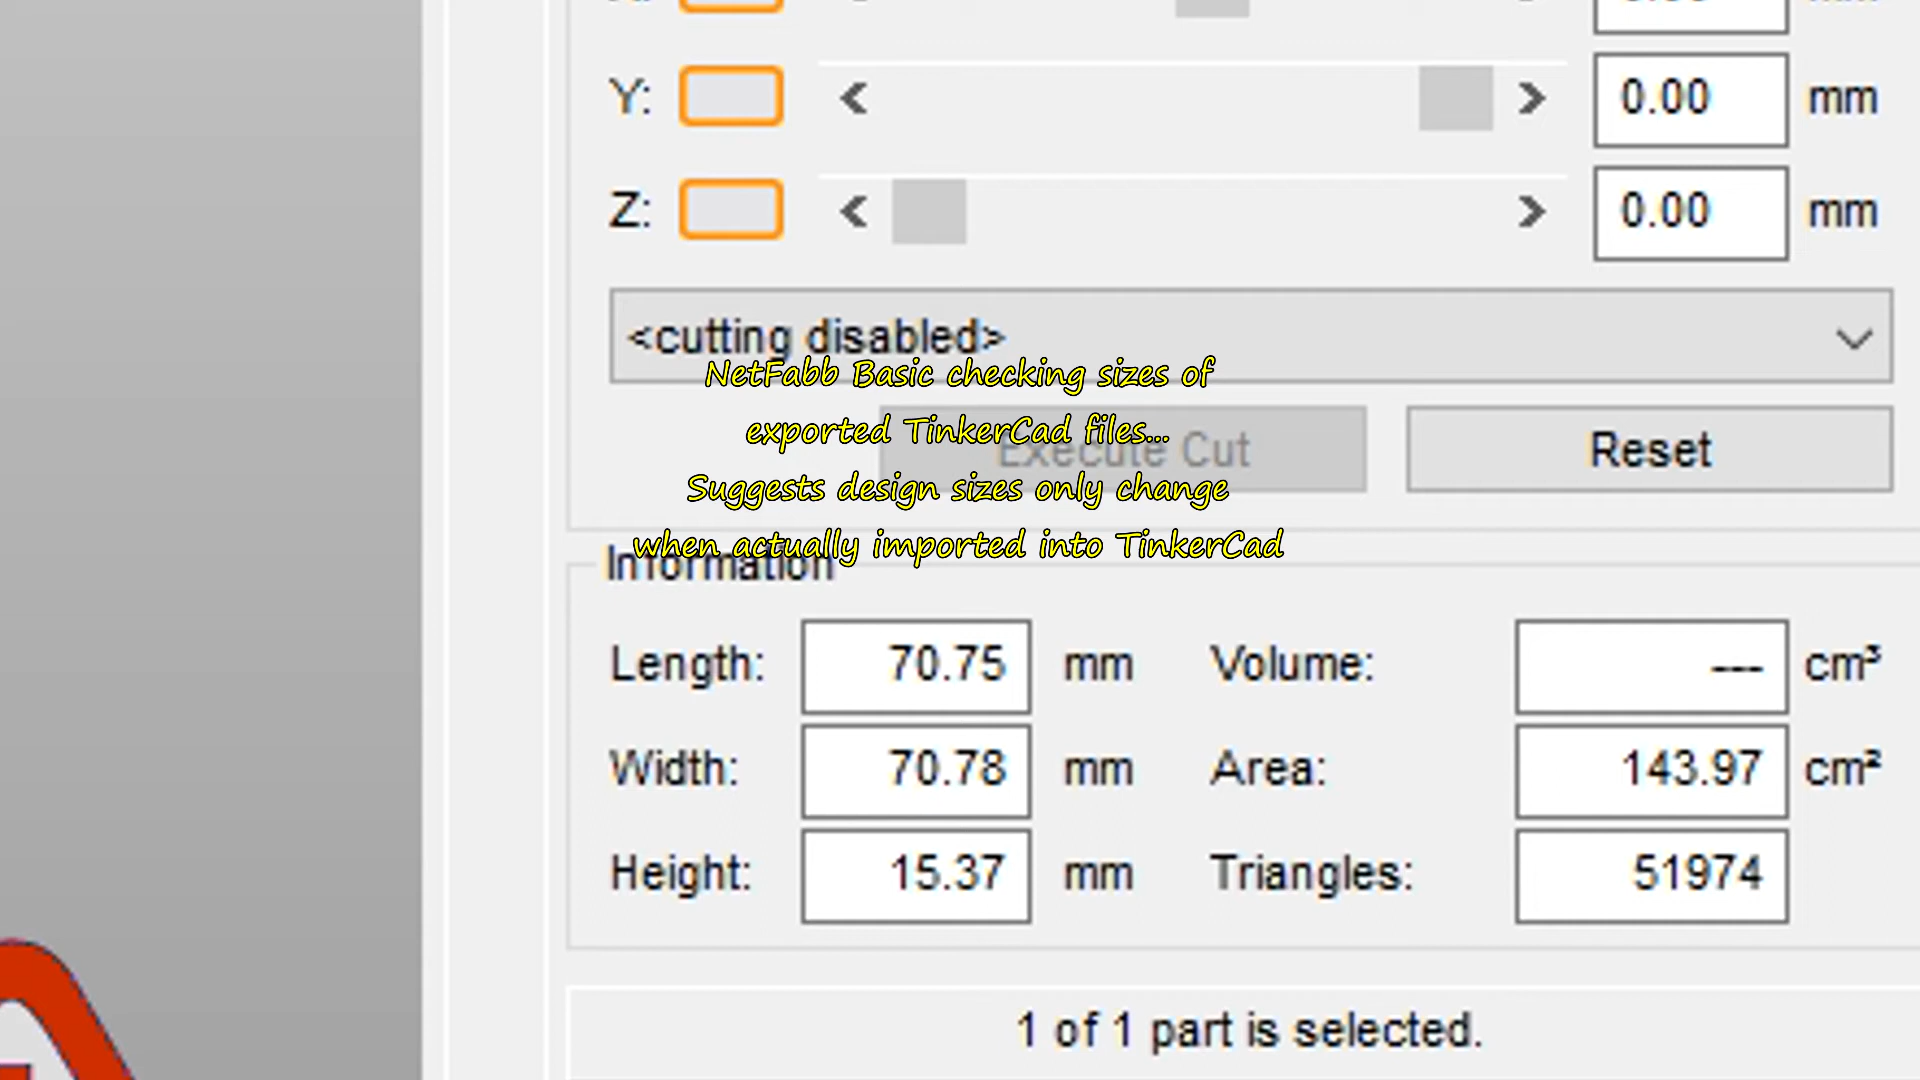 Y: 0.00 mm
Z: 0.00 mm
<cutting disabled>
NetFabb Basic checking sizes of
exported TinkerCad files...
Execute Cut Reset
Suggests design sizes only change
when actually imported into TinkerCad
Information
Length: 70.75 mm Volume: --- cm³
Width: 70.78 mm Area: 143.97 cm²
Height: 15.37 mm Triangles: 51974
1 of 1 part is selected.